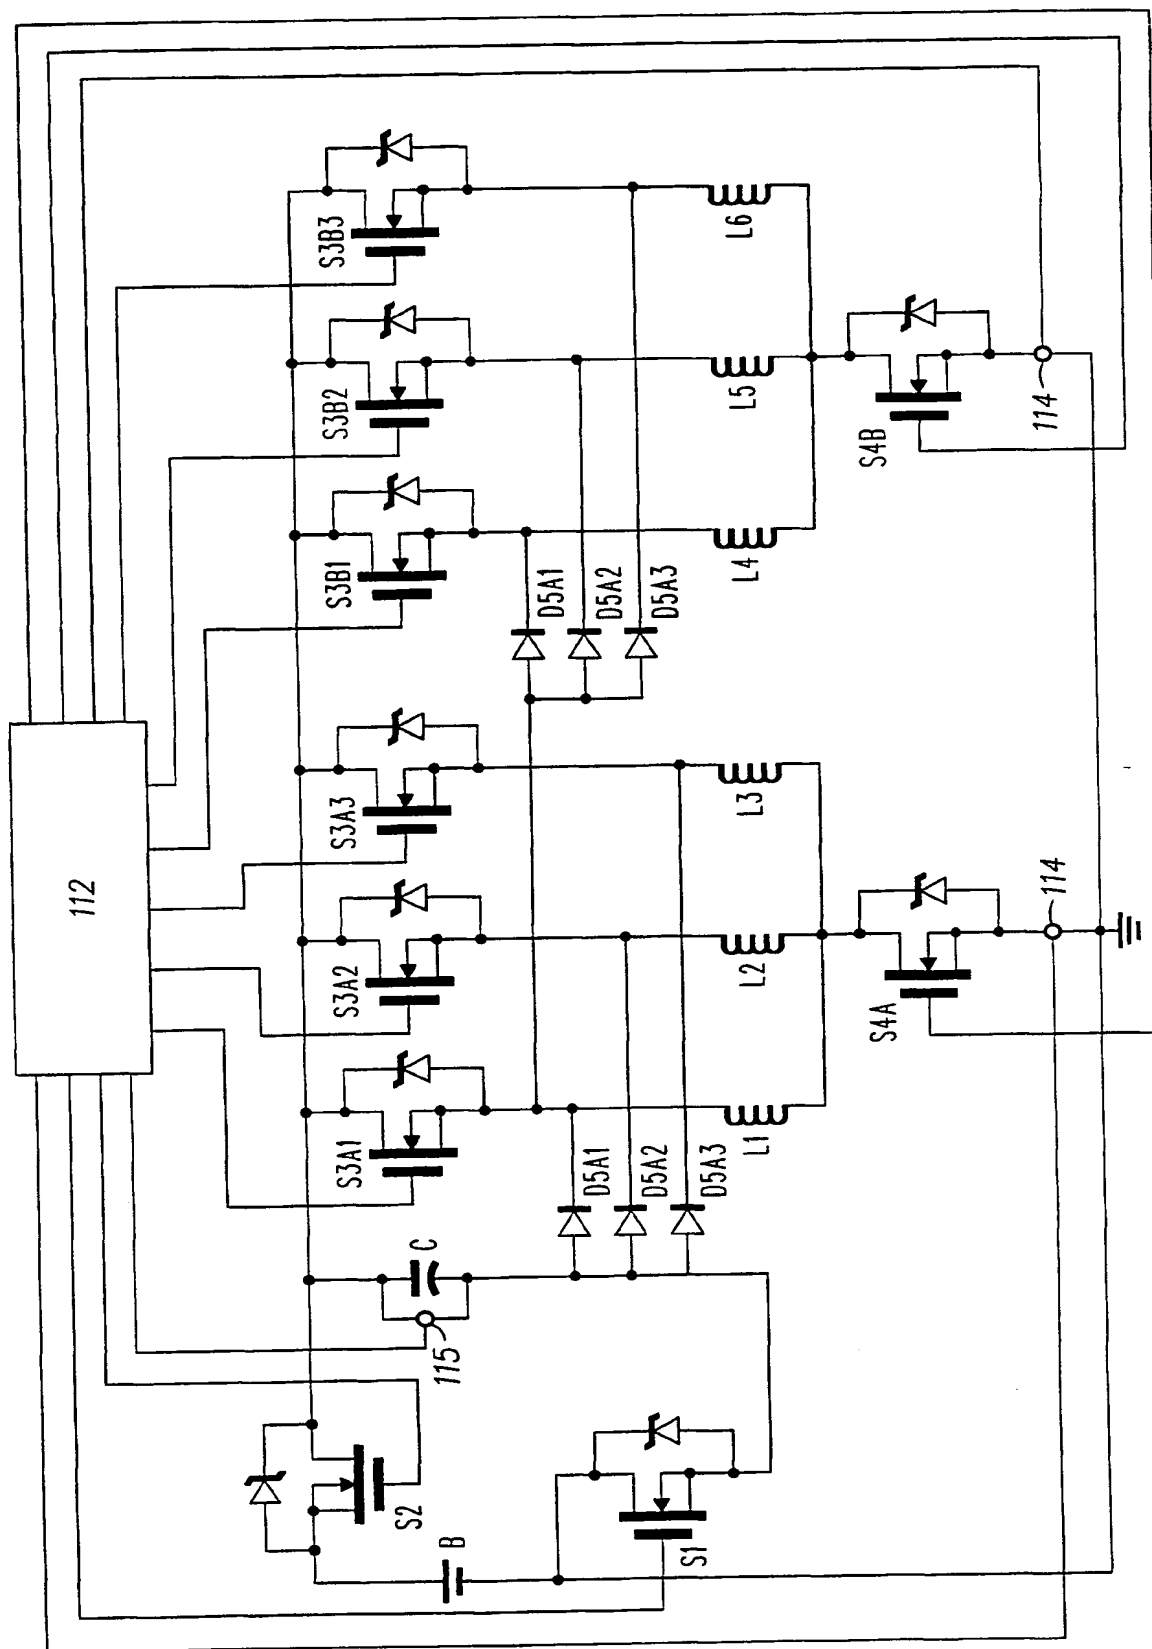 112
S3B3
S3B2
S3B1
S3A3
S3A2
S3A1
L6
L5
L4
L3
L2
L1
D5A1
D5A2
D5A3
D5A1
D5A2
D5A3
S4B
114
S4A
114
C
115
S2
B
S1